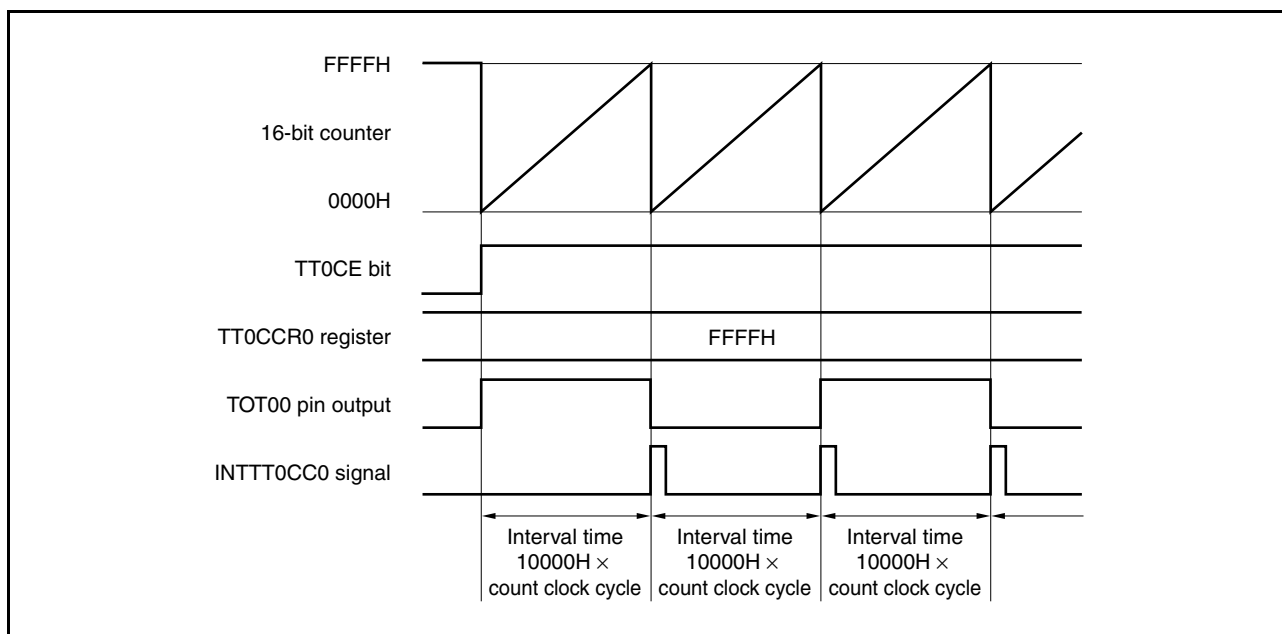 FFFFH
16-bit counter
0000H
TT0CE bit
TT0CCR0 register
FFFFH
TOT00 pin output
INTTT0CC0 signal
Interval time
10000H ×
count clock cycle
Interval time
10000H ×
count clock cycle
Interval time
10000H ×
count clock cycle